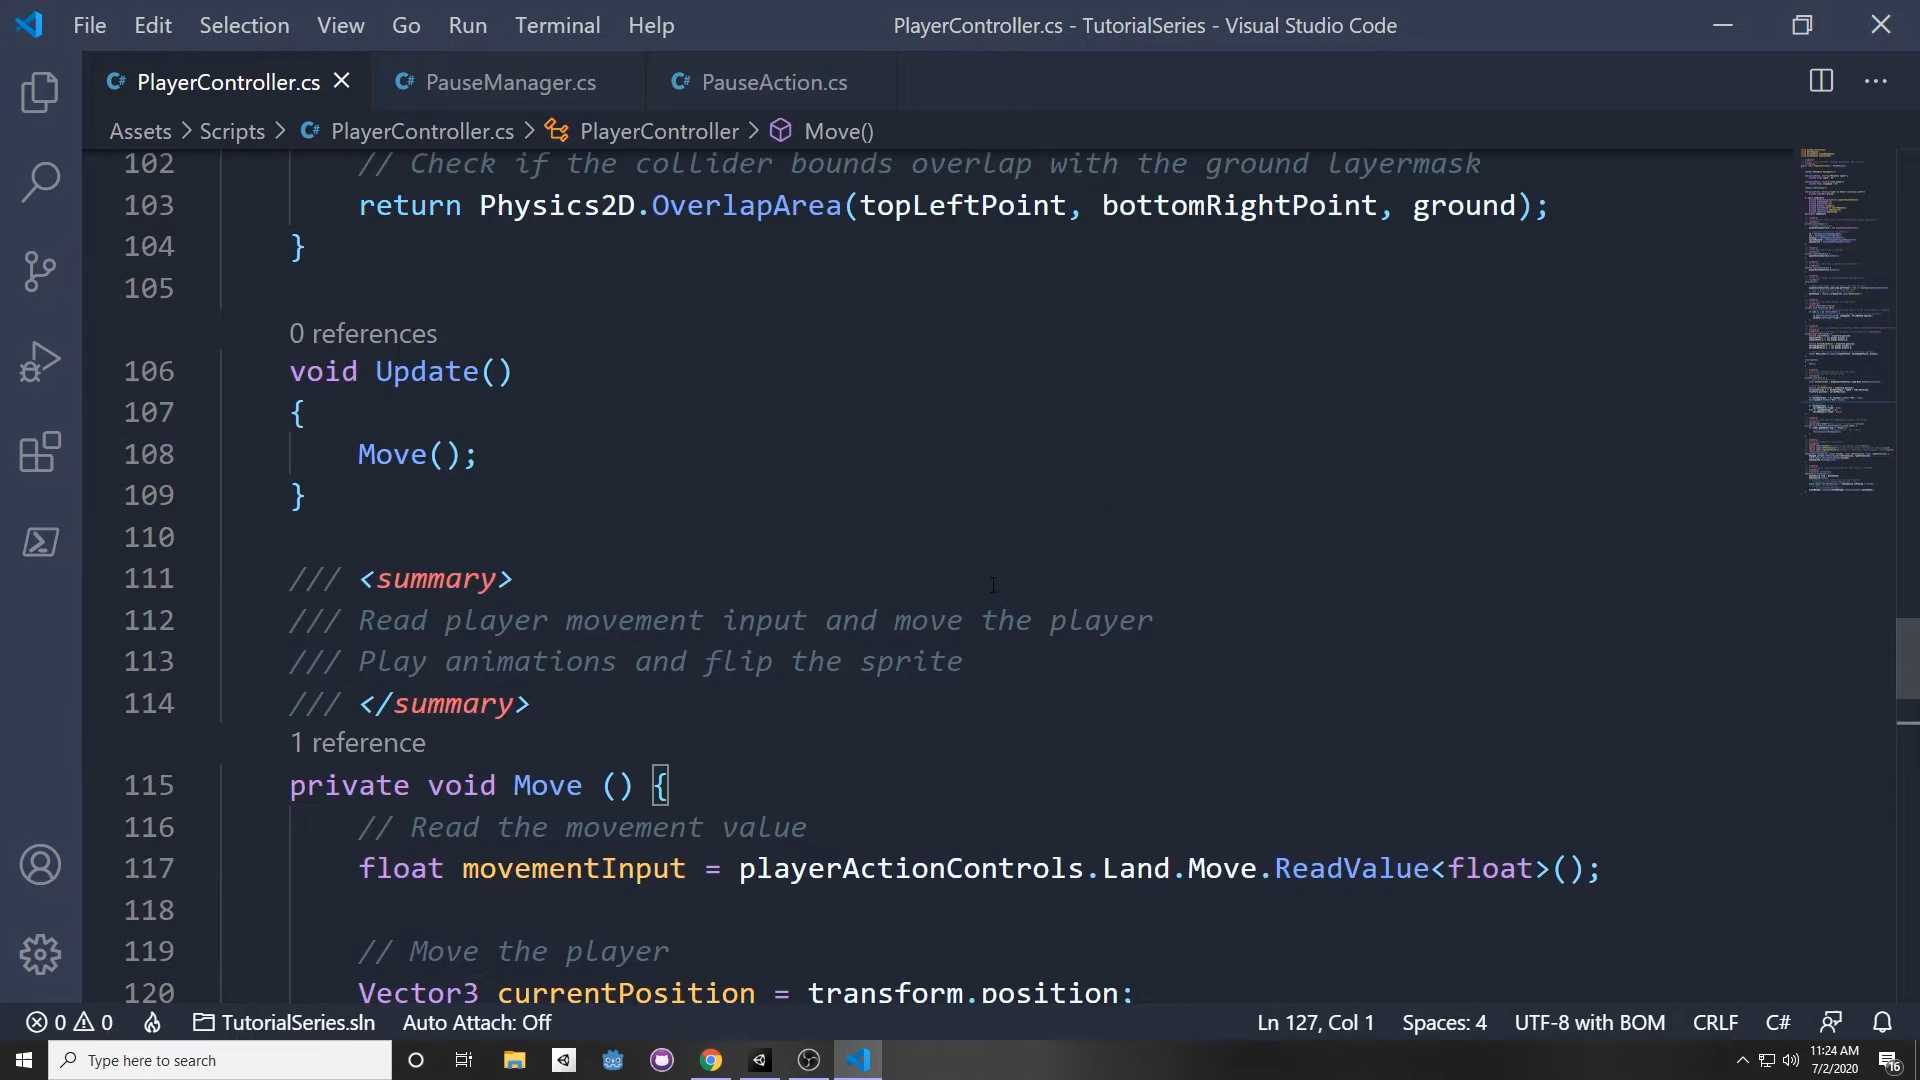 File Edit Selection View Go Run Terminal Help PlayerController.cs - TutorialSeries - Visual Studio Code
C# PlayerController.cs C# PauseManager.cs C# PauseAction.cs
Assets > Scripts > C# PlayerController.cs > PlayerController > Move()
102 // Check if the collider bounds overlap with the ground layermask
103 return Physics2D.OverlapArea(topLeftPoint, bottomRightPoint, ground);
104 }
105
0 references
106 void Update()
107 {
108 Move();
109 }
110
111 /// <summary>
112 /// Read player movement input and move the player
113 /// Play animations and flip the sprite
114 /// </summary>
1 reference
115 private void Move () {
116 // Read the movement value
117 float movementInput = playerActionControls.Land.Move.ReadValue<float>();
118
119 // Move the player
120 Vector3 currentPosition = transform.position;
0 0 TutorialSeries.sln Auto Attach: Off Ln 127, Col 1 Spaces: 4 UTF-8 with BOM CRLF C#
Type here to search 11:24 AM
7/2/2020 16